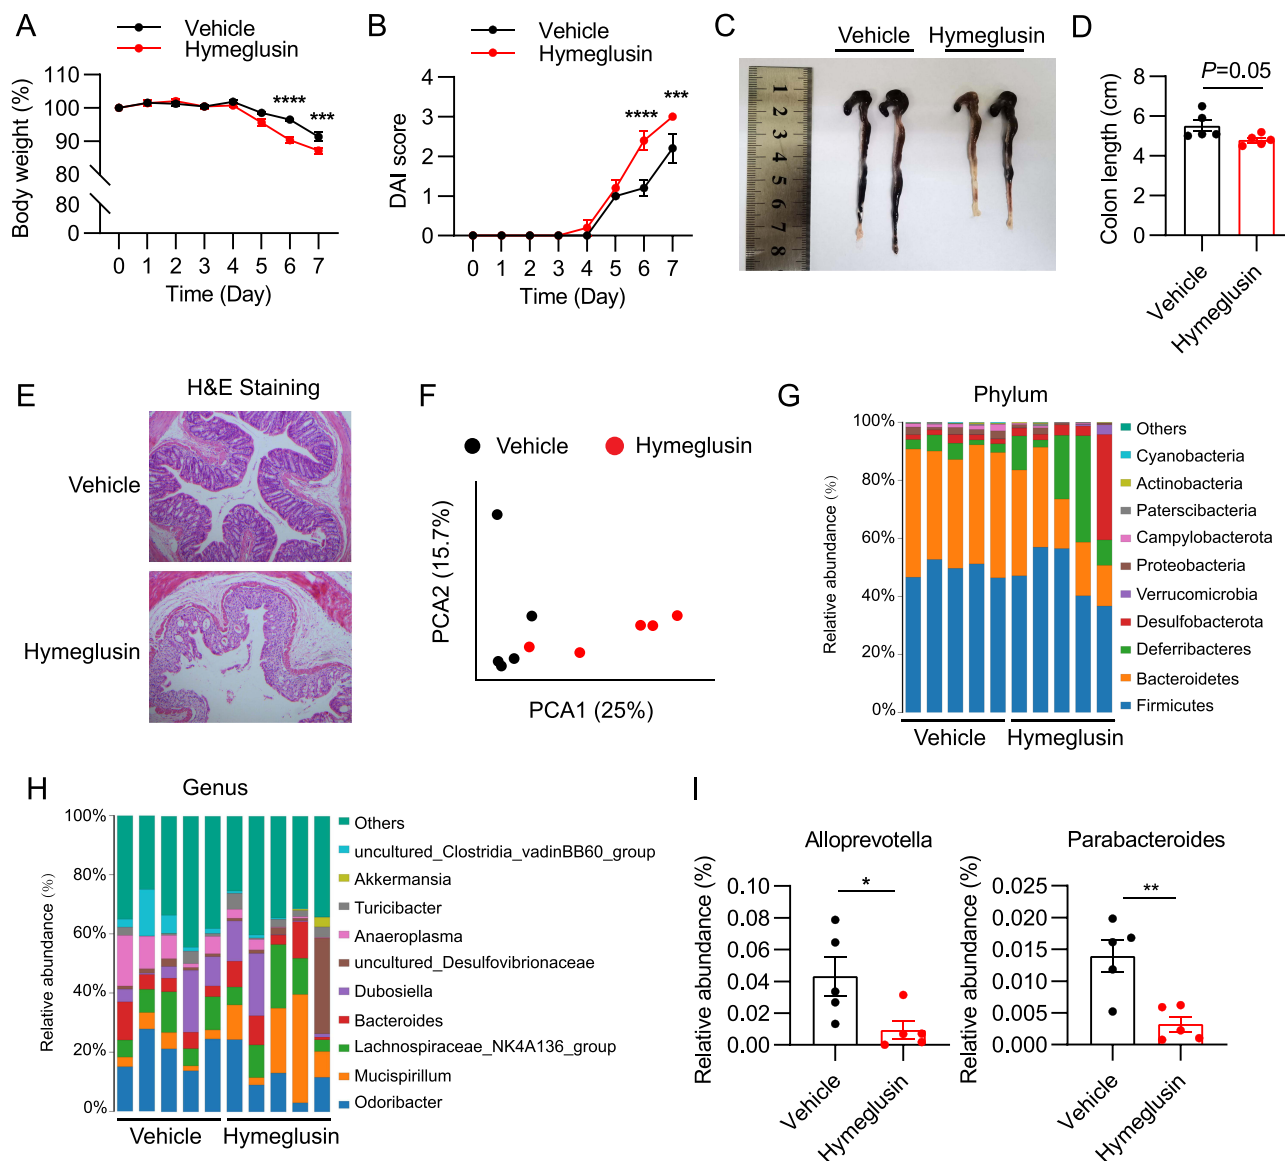 A
Vehicle
Hymeglusin
Body weight (%)
110
100
90
80
80
0
****
***
0 1 2 3 4 5 6 7
Time (Day)
B
Vehicle
Hymeglusin
DAI score
4
3
2
1
0
****
***
0 1 2 3 4 5 6 7
Time (Day)
C
Vehicle Hymeglusin
1
2
3
4
5
6
7
8
D
P=0.05
Colon length (cm)
8
6
4
2
0
Vehicle
Hymeglusin
E
H&E Staining
Vehicle
Hymeglusin
F
Vehicle Hymeglusin
PCA2 (15.7%)
PCA1 (25%)
G
Phylum
Relative abundance (%)
100%
80%
60%
40%
20%
0%
Vehicle Hymeglusin
Others
Cyanobacteria
Actinobacteria
Paterscibacteria
Campylobacterota
Proteobacteria
Verrucomicrobia
Desulfobacterota
Deferribacteres
Bacteroidetes
Firmicutes
H
Genus
Relative abundance (%)
100%
80%
60%
40%
20%
0%
Vehicle Hymeglusin
Others
uncultured_Clostridia_vadinBB60_group
Akkermansia
Turicibacter
Anaeroplasma
uncultured_Desulfovibrionaceae
Dubosiella
Bacteroides
Lachnospiraceae_NK4A136_group
Mucispirillum
Odoribacter
I
Alloprevotella
Relative abundance (%)
0.10
0.08
0.06
0.04
0.02
0.00
*
Vehicle
Hymeglusin
Parabacteroides
Relative abundance (%)
0.025
0.020
0.015
0.010
0.005
0.000
**
Vehicle
Hymeglusin